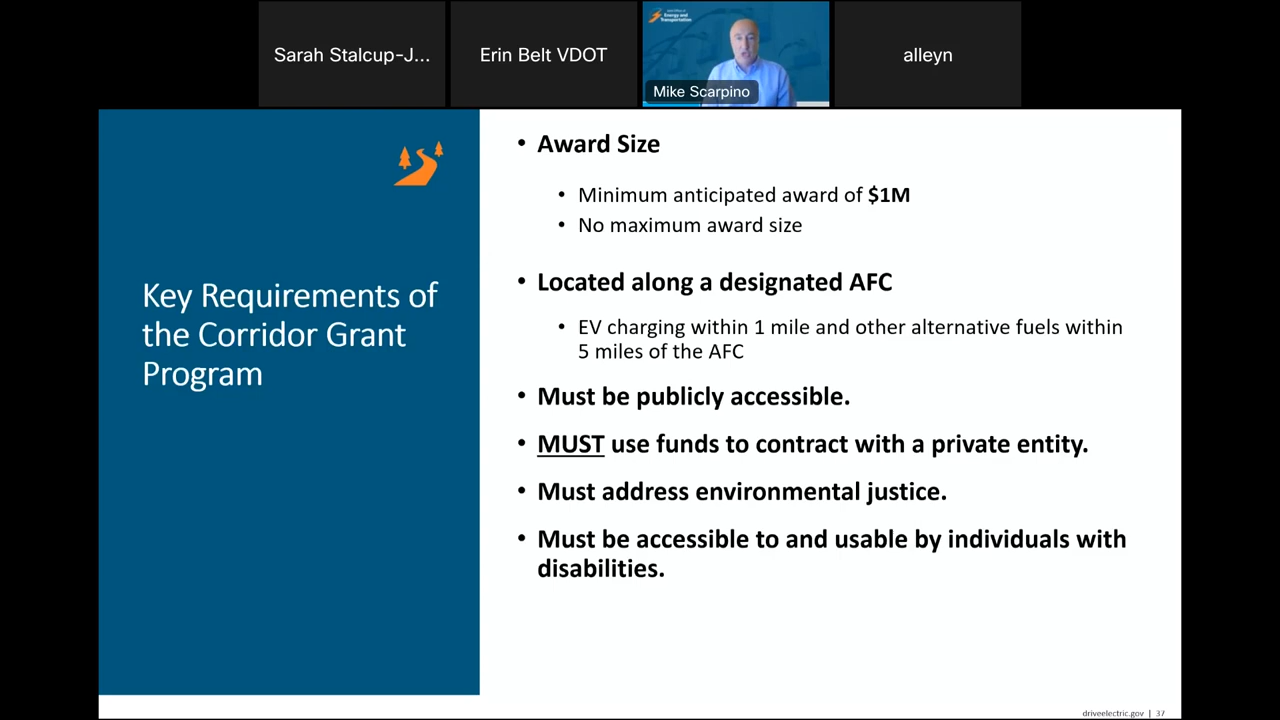 Sarah Stalcup-J...
Erin Belt VDOT
Energy and
Transportation
Mike Scarpino
alleyn
Key Requirements of
the Corridor Grant
Program
• Award Size
• Minimum anticipated award of $1M
• No maximum award size
• Located along a designated AFC
• EV charging within 1 mile and other alternative fuels within
5 miles of the AFC
• Must be publicly accessible.
• MUST use funds to contract with a private entity.
• Must address environmental justice.
• Must be accessible to and usable by individuals with
disabilities.
driveelectric.gov | 37